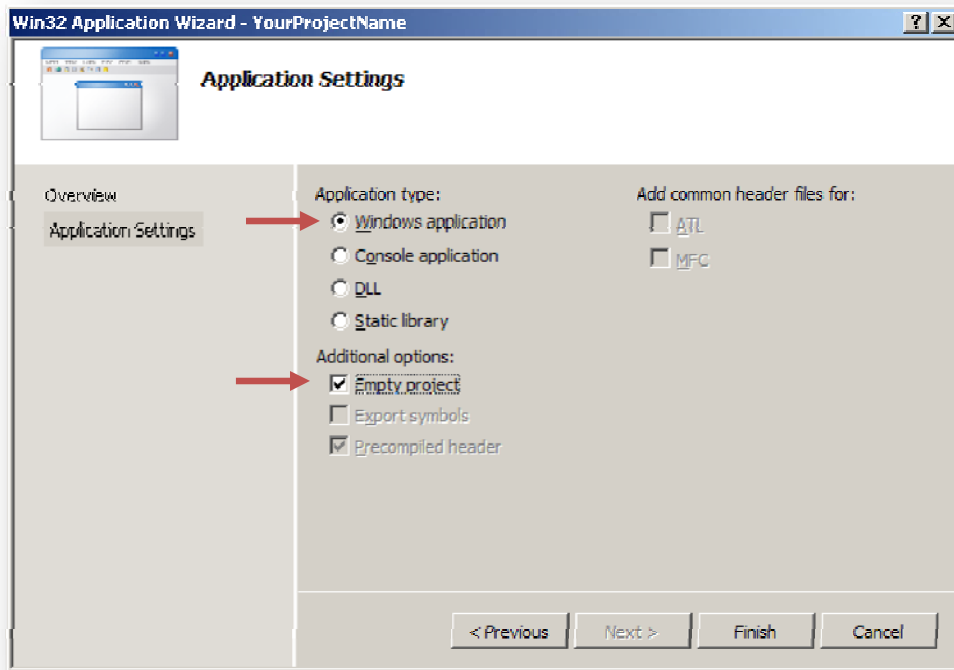 Win32 Application Wizard - YourProjectName
Application Settings
Overview
Application Settings
Application type:
Windows application
Console application
DLL
Static library
Additional options:
Empty project
Export symbols
Precompiled header
Add common header files for:
ATL
MFC
< Previous
Next >
Finish
Cancel